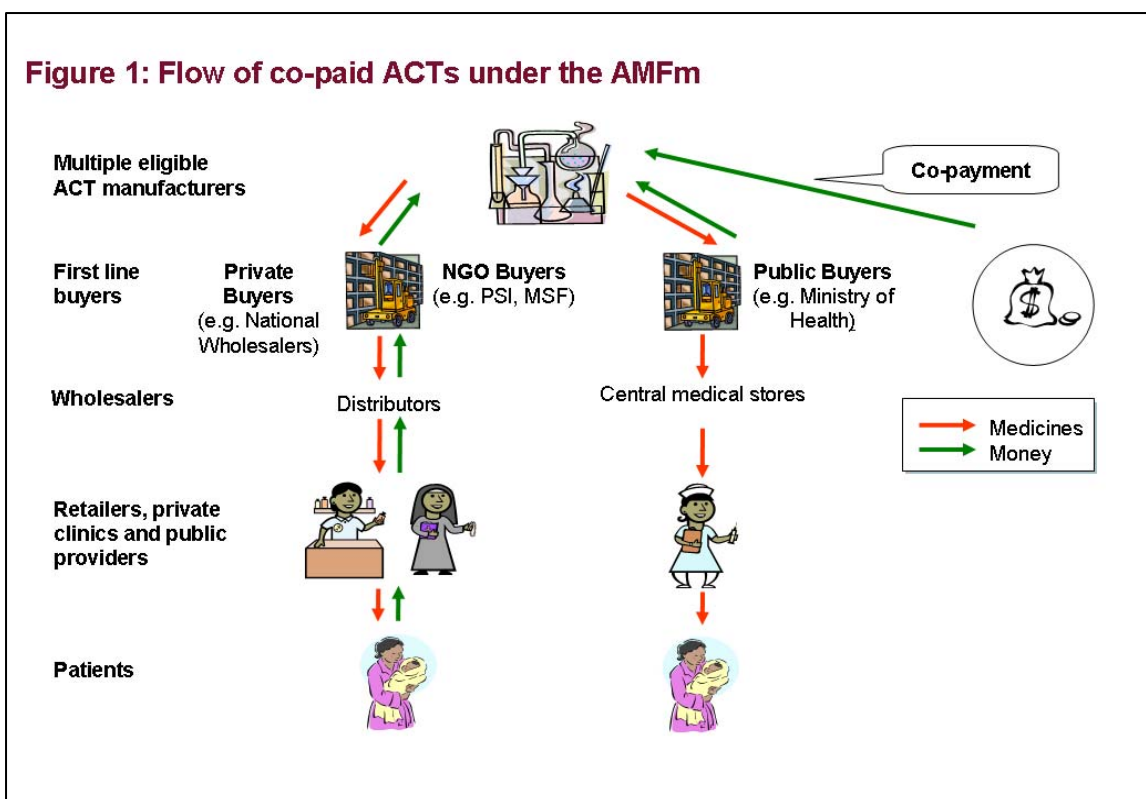 Figure 1: Flow of co-paid ACTs under the AMFm
Multiple eligible
ACT manufacturers
Co-payment
First line
buyers
Private
Buyers
(e.g. National
Wholesalers)
NGO Buyers
(e.g. PSI, MSF)
Public Buyers
(e.g. Ministry of
Health)
$
Wholesalers
Distributors
Central medical stores
Medicines
Money
Retailers, private
clinics and public
providers
Patients